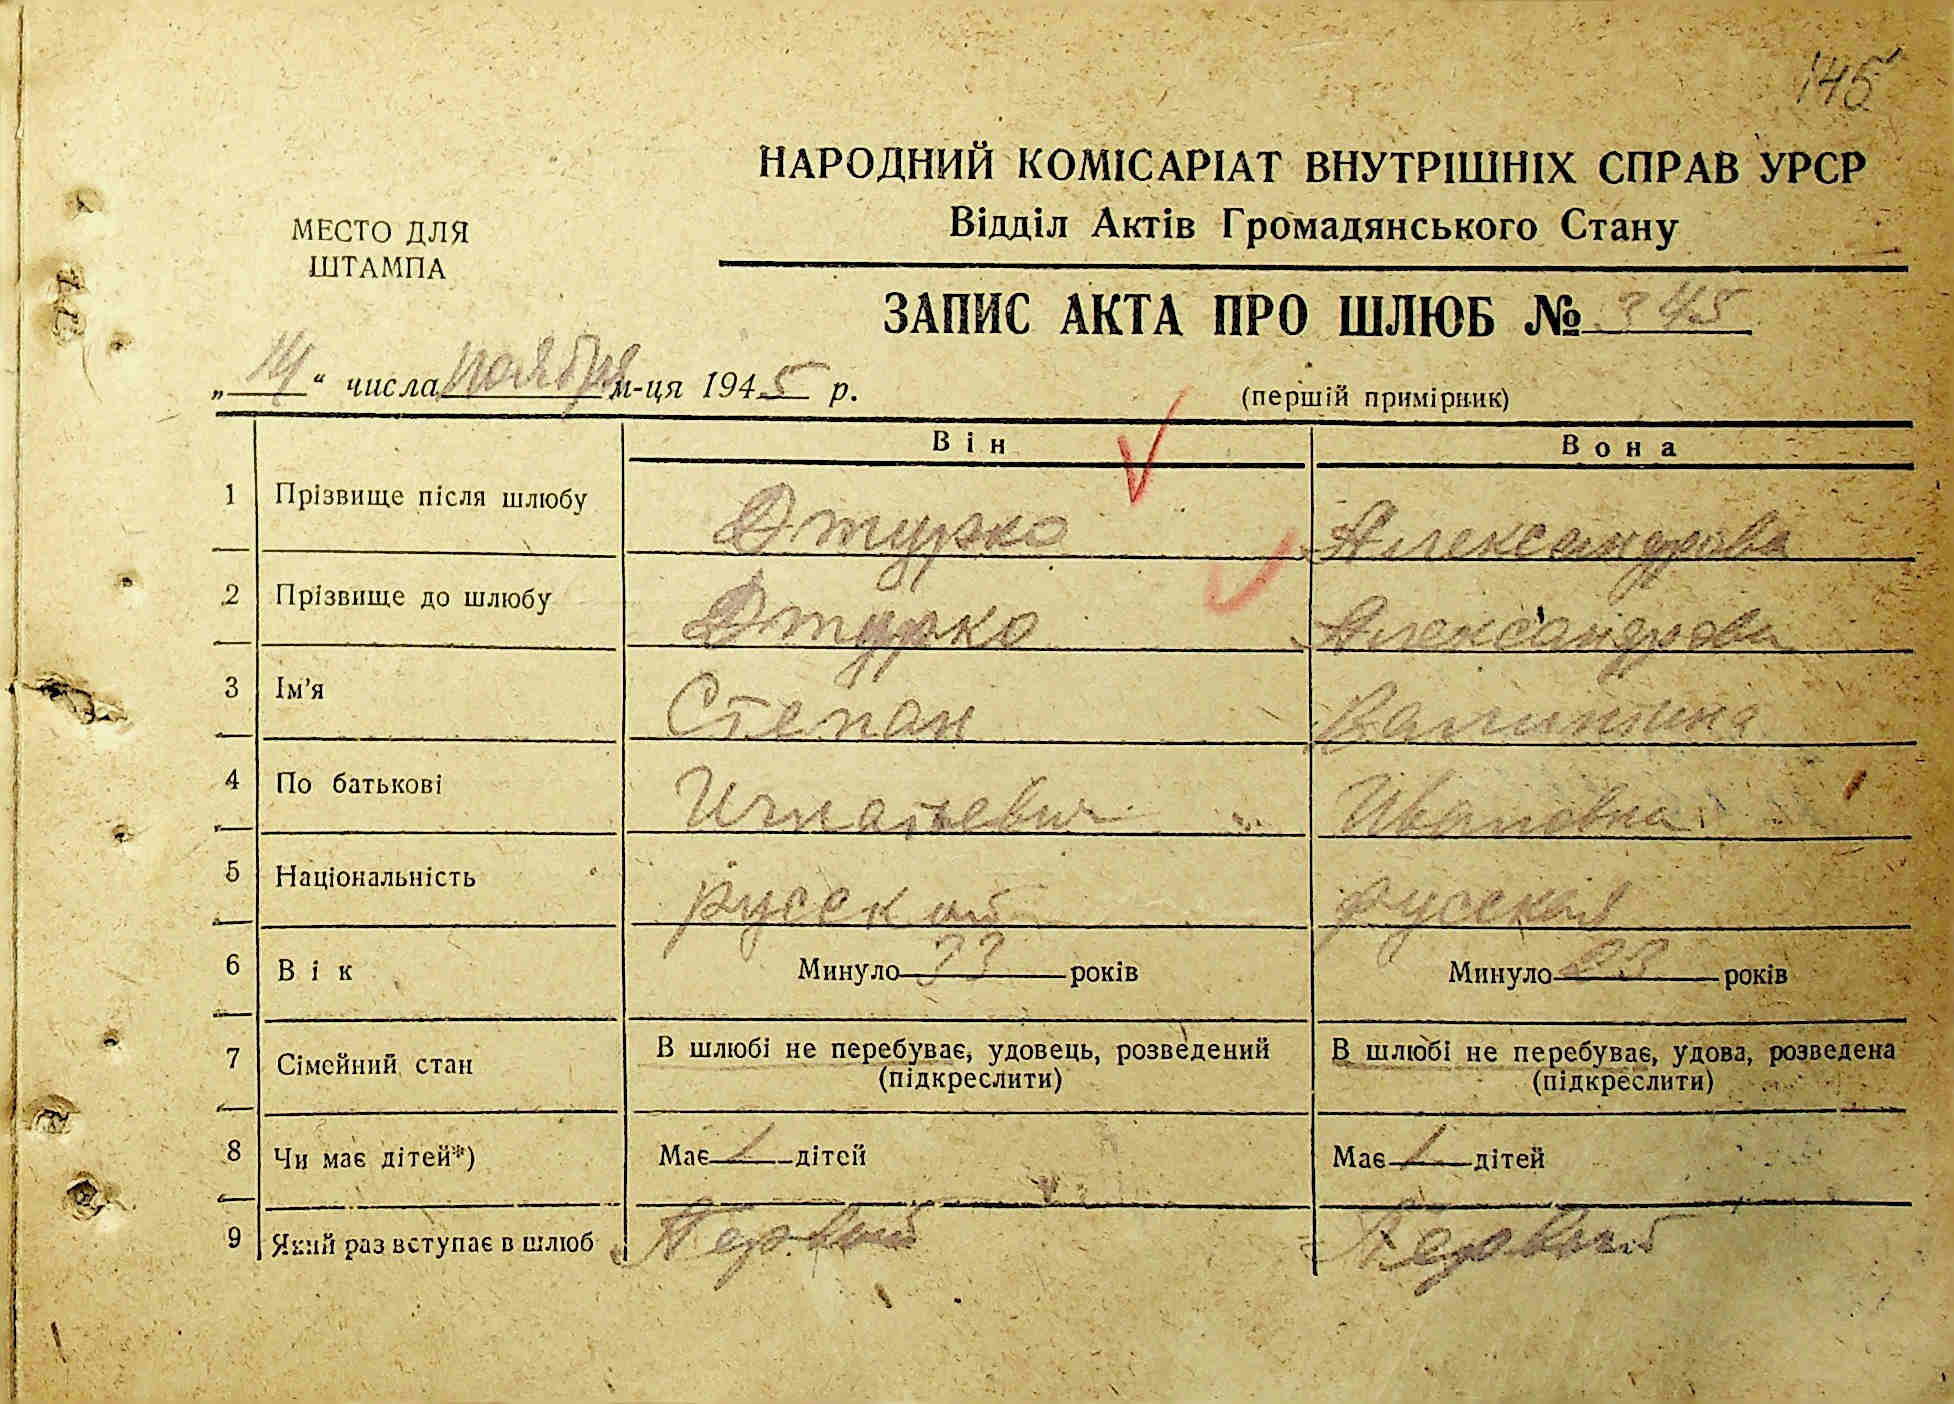 145
НАРОДНИЙ КОМІСАРІАТ ВНУТРІШНІХ СПРАВ УРСР
Відділ Актів Громадянського Стану
МЕСТО ДЛЯ
ШТАМПА
ЗАПИС АКТА ПРО ШЛЮБ № 345
„14“ числа ноября м-ця 1945 р.
(першій примірник)
Він Вона
1 Прізвище після шлюбу Александрова
2 Прізвище до шлюбу Александрова
3 Ім'я Степан Валентина
4 По батькові Игнатьевич Ивановна
5 Національність русский русская
6 Вік Минуло 33 років Минуло 23 років
7 Сімейний стан В шлюбі не перебуває, удовець, розведений В шлюбі не перебуває, удова, розведена
(підкреслити) (підкреслити)
8 Чи має дітей*) Має дітей Має дітей
9 Який раз вступає в шлюб Первый Первый